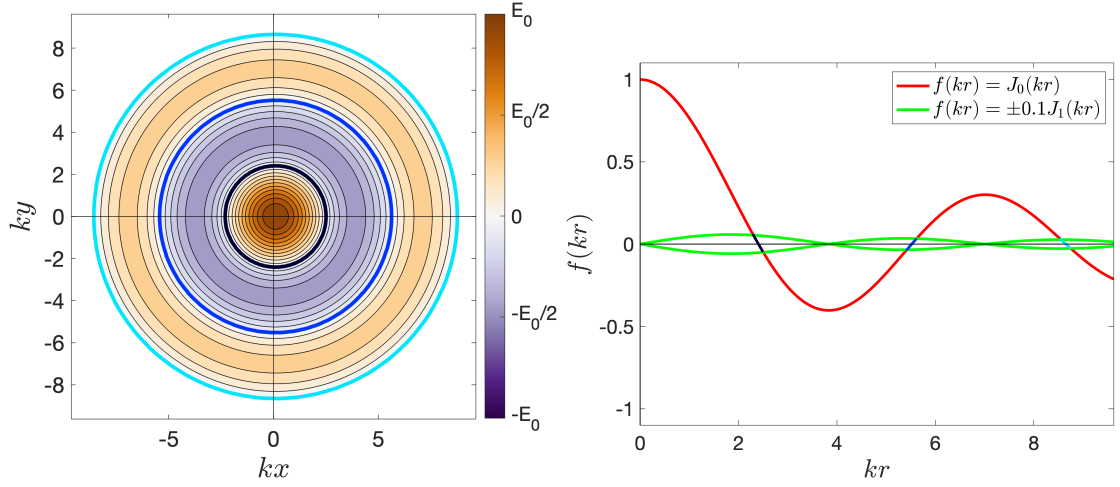 ky
8
6
4
2
0
-2
-4
-6
-8
-5
0
5
kx
E₀
E₀/2
0
-E₀/2
-E₀
f(kr)
1
0.5
0
-0.5
-1
0
2
4
6
8
kr
f(kr) = J₀(kr)
f(kr) = ±0.1J₁(kr)